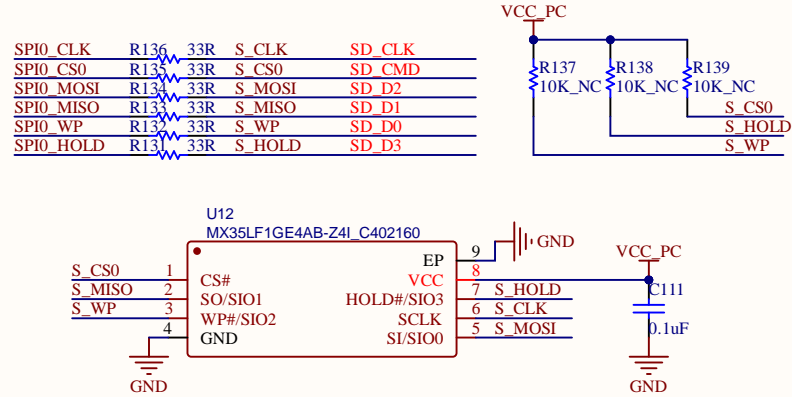 VCC_PC
SPI0_CLK R136 33R S_CLK SD_CLK
SPI0_CS0 R135 33R S_CS0 SD_CMD
SPI0_MOSI R134 33R S_MOSI SD_D2
SPI0_MISO R133 33R S_MISO SD_D1
SPI0_WP R132 33R S_WP SD_D0
SPI0_HOLD R131 33R S_HOLD SD_D3
R137 R138 R139
10K_NC 10K_NC 10K_NC
S_CS0
S_HOLD
S_WP
U12
MX35LF1GE4AB-Z4I_C402160
S_CS0 1 CS#
S_MISO 2 SO/SIO1
S_WP 3 WP#/SIO2
4 GND
GND
EP 9 GND
VCC 8
HOLD#/SIO3 7 S_HOLD
SCLK 6 S_CLK
SI/SIO0 5 S_MOSI
VCC_PC
C111
0.1uF
GND